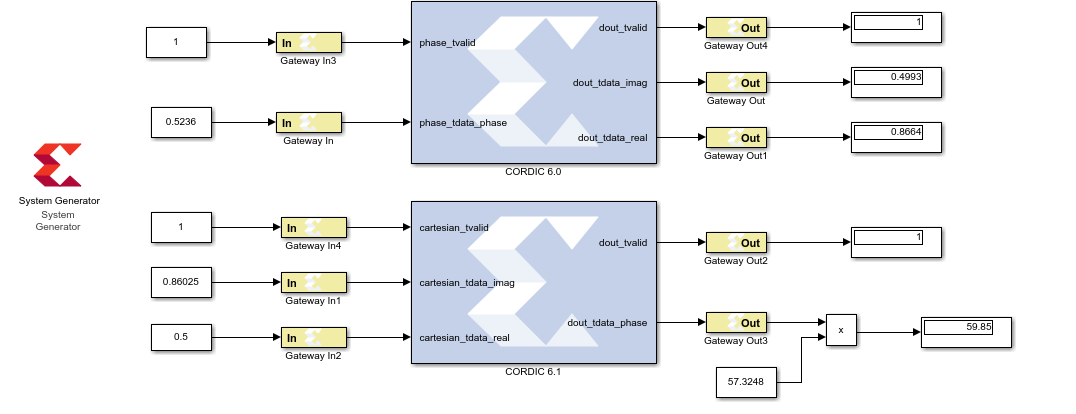 1
In
Gateway In3
phase_tvalid
dout_tvalid
Out
Gateway Out4
1
dout_tdata_imag
Out
Gateway Out
0.4993
0.5236
In
Gateway In
phase_tdata_phase
dout_tdata_real
Out
Gateway Out1
0.8664
CORDIC 6.0
System Generator
System
Generator
1
In
Gateway In4
cartesian_tvalid
dout_tvalid
Out
Gateway Out2
1
0.86025
In
Gateway In1
cartesian_tdata_imag
0.5
In
Gateway In2
cartesian_tdata_real
dout_tdata_phase
Out
Gateway Out3
x
59.85
CORDIC 6.1
57.3248